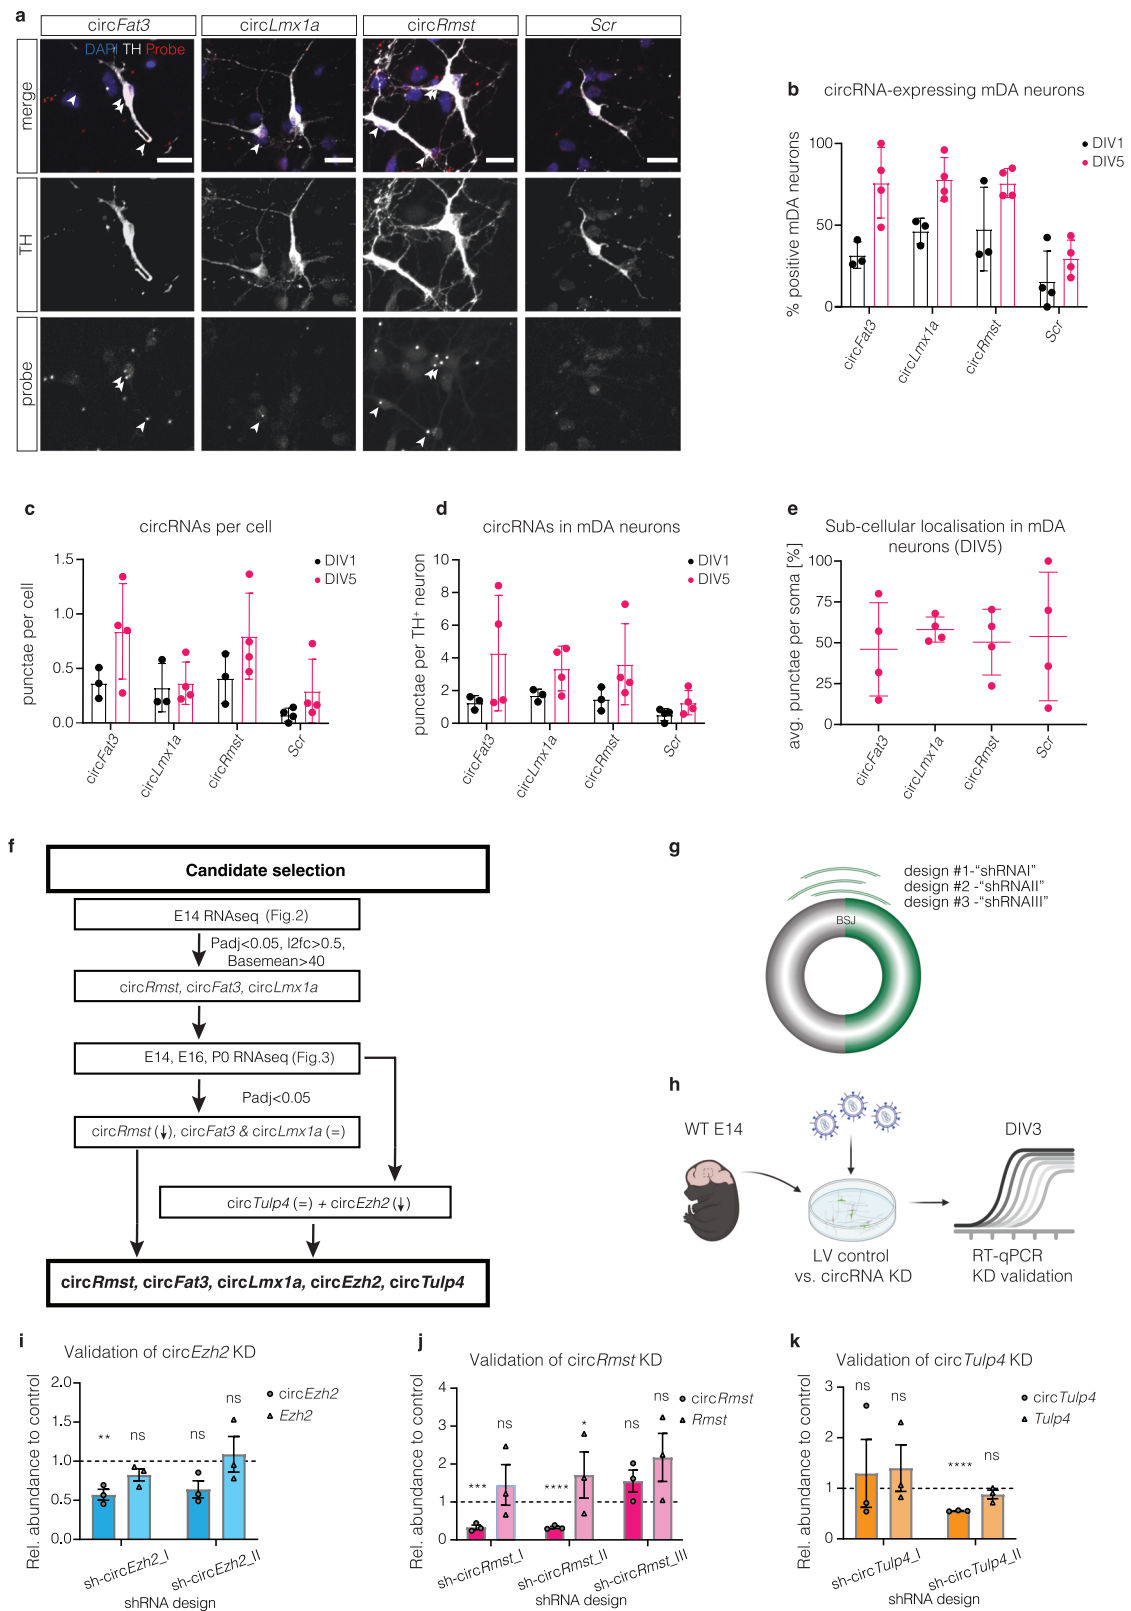 a
circFat3
circLmx1a
circRmst
Scr
DAPI TH Probe
merge
TH
probe
b
circRNA-expressing mDA neurons
DIV1
DIV5
% positive mDA neurons
100
50
0
circFat3
circLmx1a
circRmst
Scr
c
circRNAs per cell
DIV1
DIV5
punctae per cell
1.5
1.0
0.5
0.0
circFat3
circLmx1a
circRmst
Scr
d
circRNAs in mDA neurons
DIV1
DIV5
punctae per TH+ neuron
10
8
6
4
2
0
circFat3
circLmx1a
circRmst
Scr
e
Sub-cellular localisation in mDA
neurons (DIV5)
avg. punctae per soma [%]
100
75
50
25
0
circFat3
circLmx1a
circRmst
Scr
f
Candidate selection
E14 RNAseq (Fig.2)
Padj<0.05, l2fc>0.5,
Basemean>40
circRmst, circFat3, circLmx1a
E14, E16, P0 RNAseq (Fig.3)
Padj<0.05
circRmst (↓), circFat3 & circLmx1a (=)
circTulp4 (=) + circEzh2 (↓)
circRmst, circFat3, circLmx1a, circEzh2, circTulp4
g
design #1-“shRNAI”
design #2 -“shRNAII”
design #3 -“shRNAIII”
BSJ
h
WT E14
DIV3
LV control
vs. circRNA KD
RT-qPCR
KD validation
i
Validation of circEzh2 KD
circEzh2
Ezh2
Rel. abundance to control
2.0
1.5
1.0
0.5
0.0
** ns ns ns
sh-circEzh2_I
sh-circEzh2_II
shRNA design
j
Validation of circRmst KD
circRmst
Rmst
Rel. abundance to control
4
3
2
1
0
*** ns **** * ns ns
sh-circRmst_I
sh-circRmst_II
sh-circRmst_III
shRNA design
k
Validation of circTulp4 KD
circTulp4
Tulp4
Rel. abundance to control
3
2
1
0
ns ns **** ns
sh-circTulp4_I
sh-circTulp4_II
shRNA design